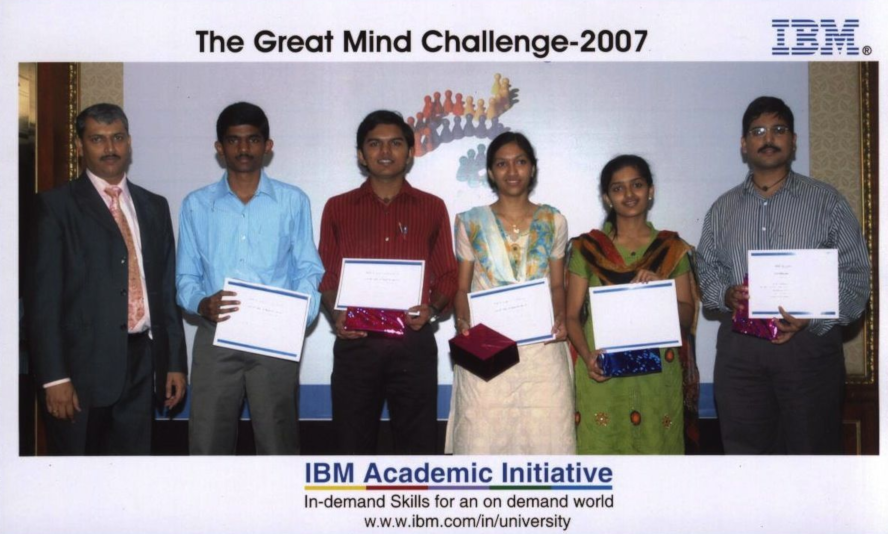 The Great Mind Challenge-2007
IBM®
IBM Academic Initiative
In-demand Skills for an on demand world
w.w.w.ibm.com/in/university